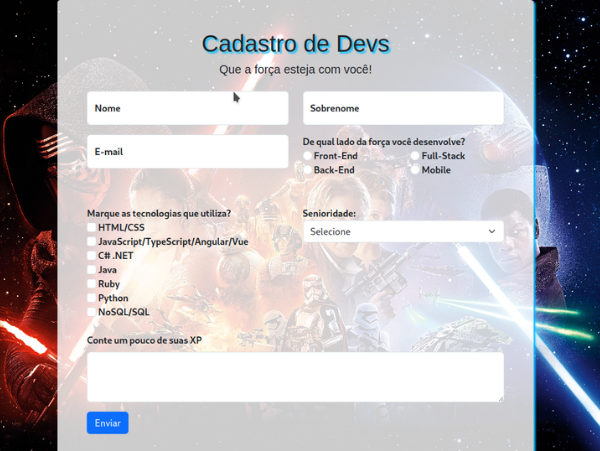 Cadastro de Devs
Que a força esteja com você!
Nome
Sobrenome
E-mail
De qual lado da força você desenvolve?
Front-End
Full-Stack
Back-End
Mobile
Marque as tecnologias que utiliza?
HTML/CSS
JavaScript/TypeScript/Angular/Vue
C# .NET
Java
Ruby
Python
NoSQL/SQL
Senioridade:
Selecione
Conte um pouco de suas XP
Enviar